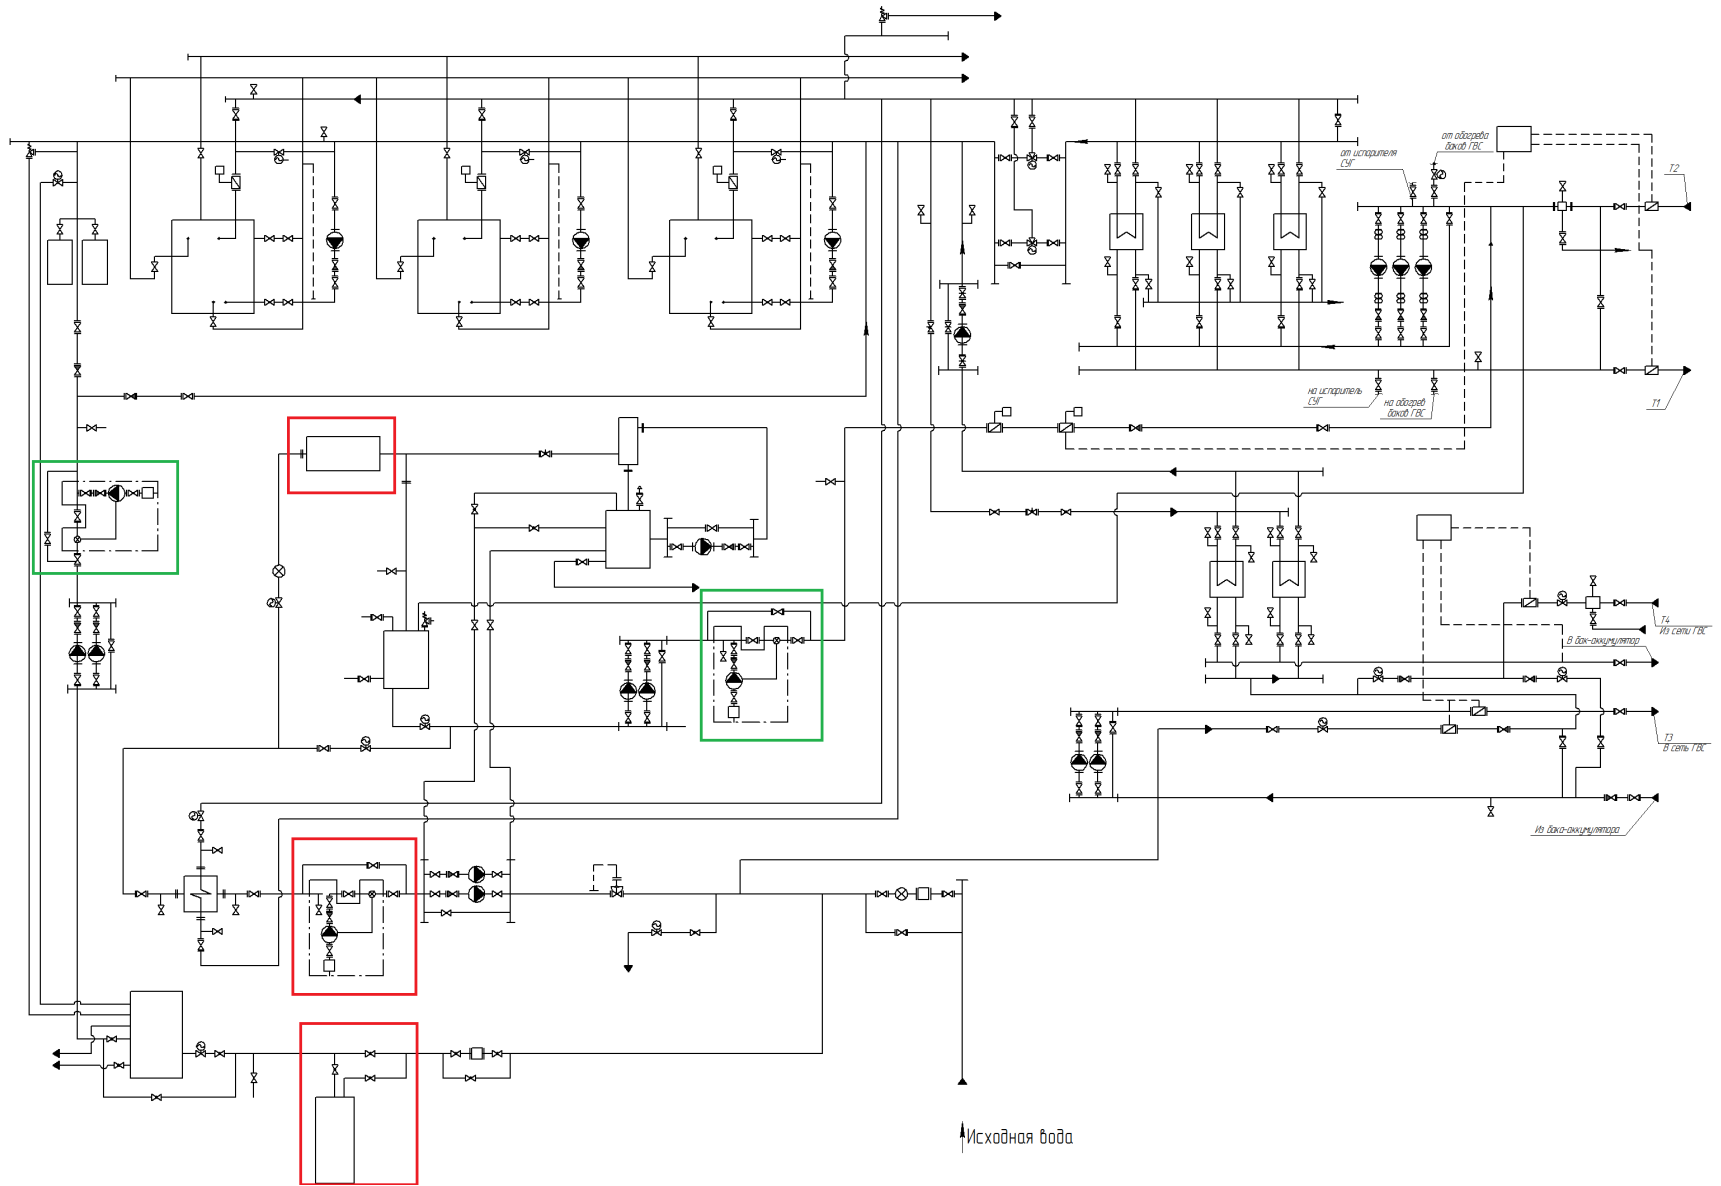 от обогрева
баков ГВС
от испарителя
СУГ
Т2
на испаритель
СУГ
на обогрев
баков ГВС
Т1
Т4
Из сети ГВС
В бак-аккумулятор
Т3
В сеть ГВС
Из бака-аккумулятора
Исходная вода